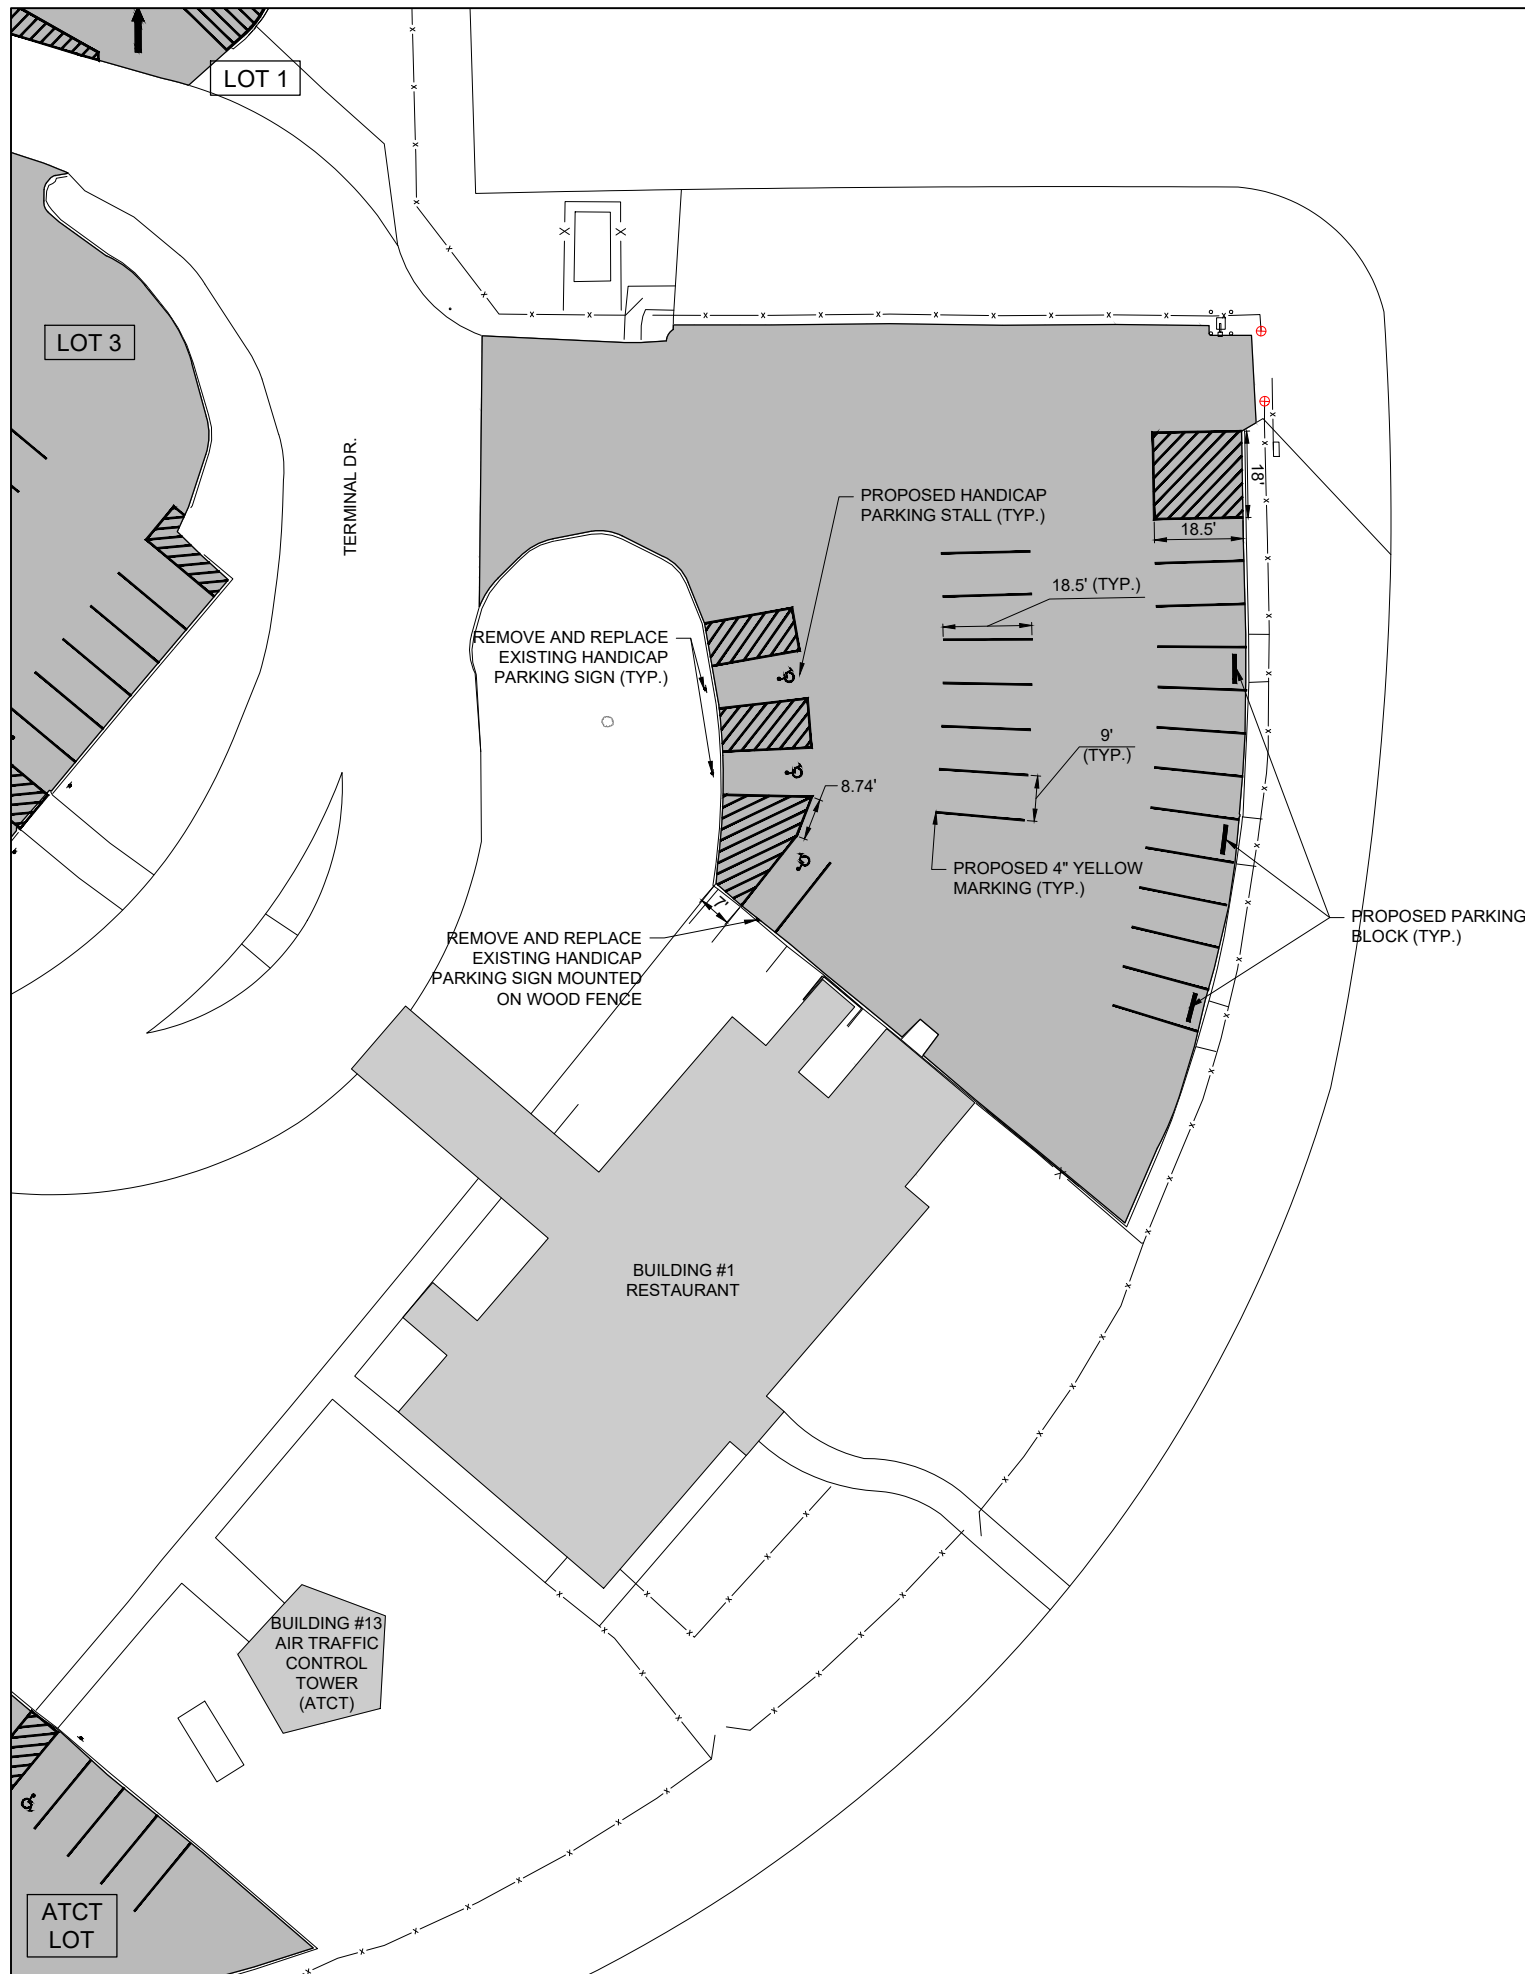 LOT 1
LOT 3
TERMINAL DR.
PROPOSED HANDICAP
PARKING STALL (TYP.)
18'
18.5'
18.5' (TYP.)
REMOVE AND REPLACE
EXISTING HANDICAP
PARKING SIGN (TYP.)
9'
(TYP.)
8.74'
PROPOSED 4" YELLOW
MARKING (TYP.)
7'
PROPOSED PARKING
BLOCK (TYP.)
REMOVE AND REPLACE
EXISTING HANDICAP
PARKING SIGN MOUNTED
ON WOOD FENCE
BUILDING #1
RESTAURANT
BUILDING #13
AIR TRAFFIC
CONTROL
TOWER
(ATCT)
ATCT
LOT